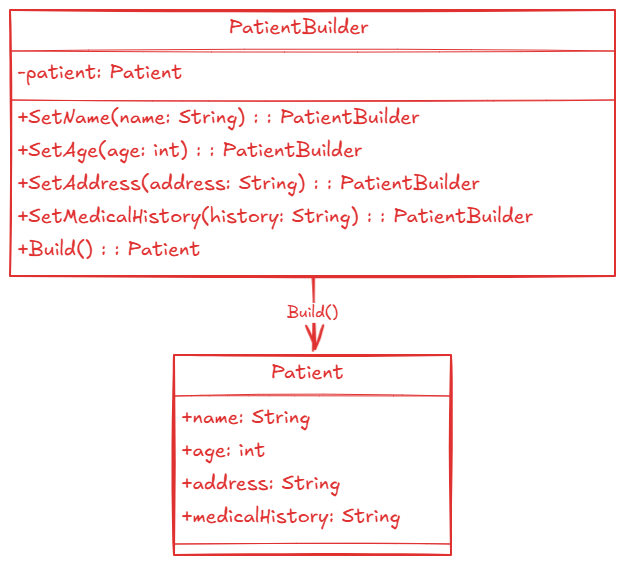 PatientBuilder
-patient: Patient
+SetName(name: String) : : PatientBuilder
+SetAge(age: int) : : PatientBuilder
+SetAddress(address: String) : : PatientBuilder
+SetMedicalHistory(history: String) : : PatientBuilder
+Build() : : Patient
Build()
Patient
+name: String
+age: int
+address: String
+medicalHistory: String